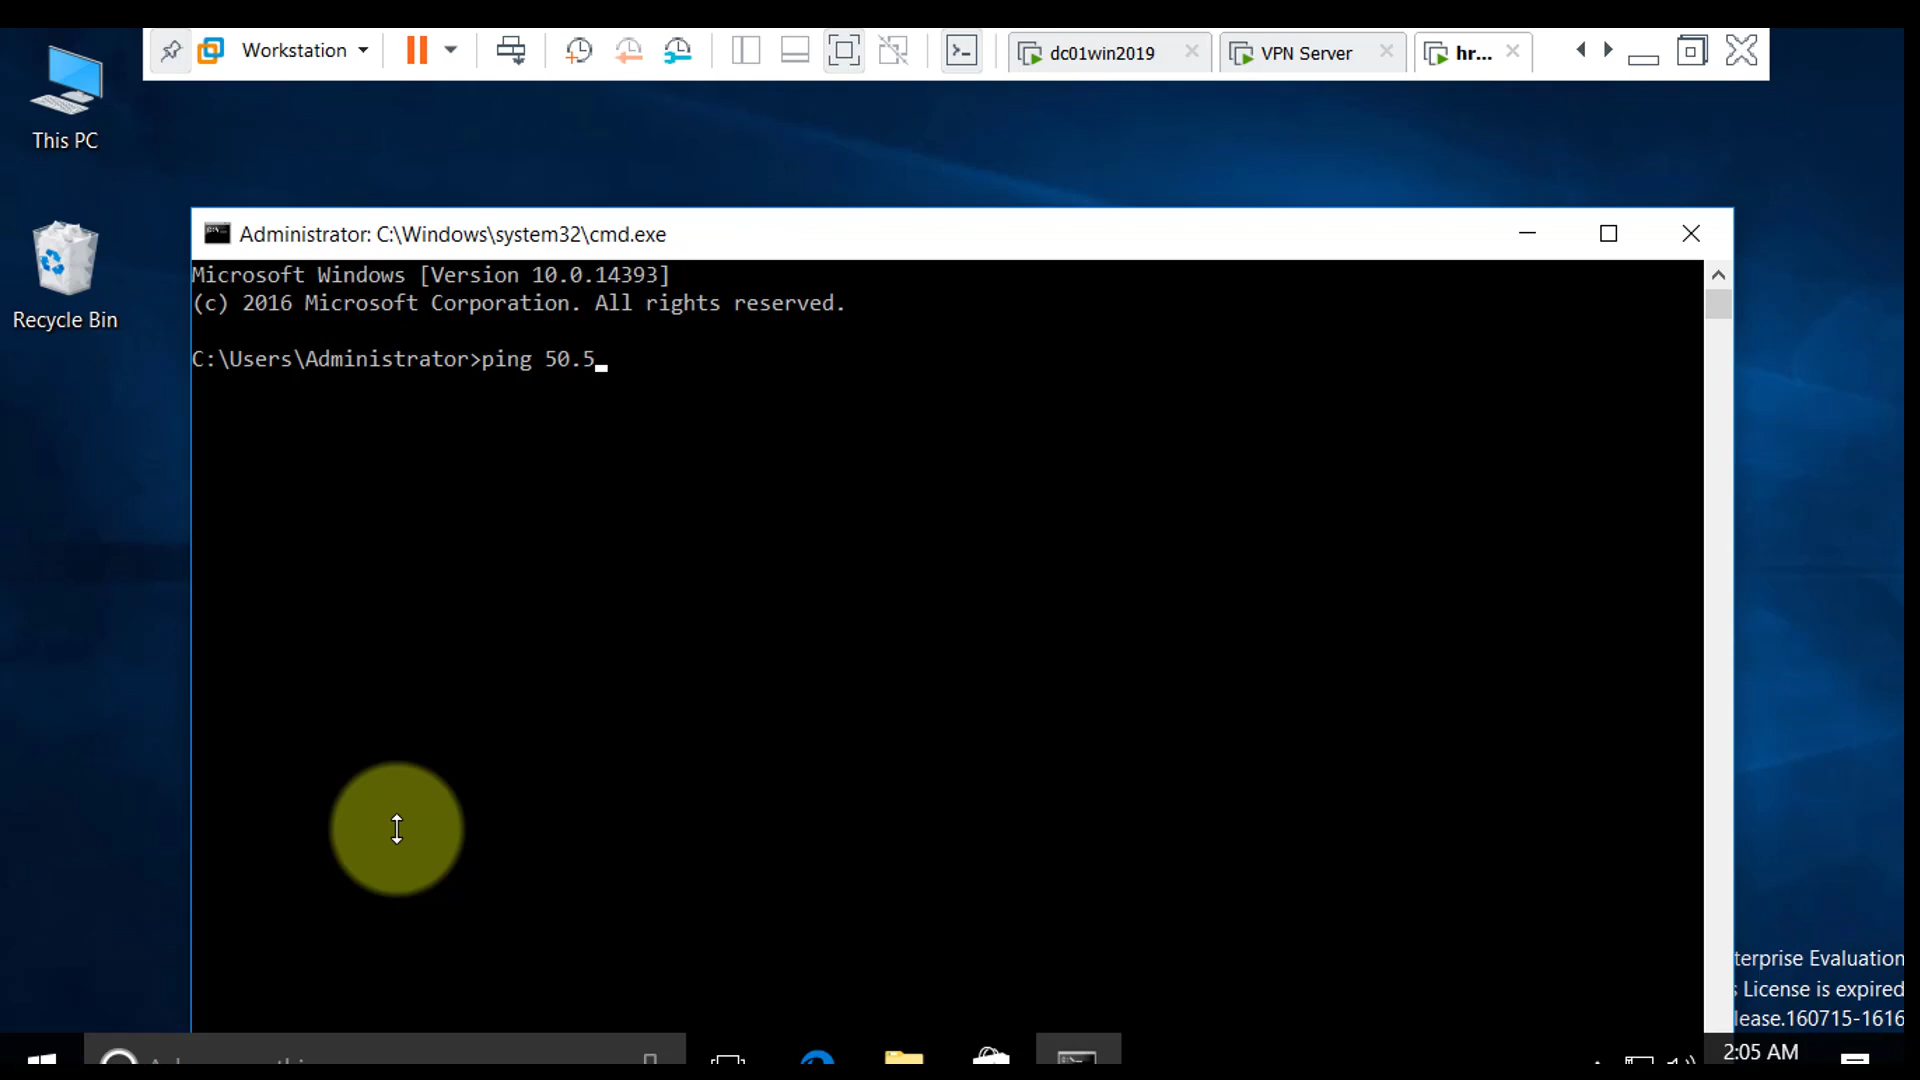 Workstation
dc01win2019
VPN Server
hr...
This PC
Recycle Bin
Administrator: C:\Windows\system32\cmd.exe
Microsoft Windows [Version 10.0.14393]
(c) 2016 Microsoft Corporation. All rights reserved.
C:\Users\Administrator>ping 50.5
terprise Evaluation
License is expired
lease.160715-1616
2:05 AM